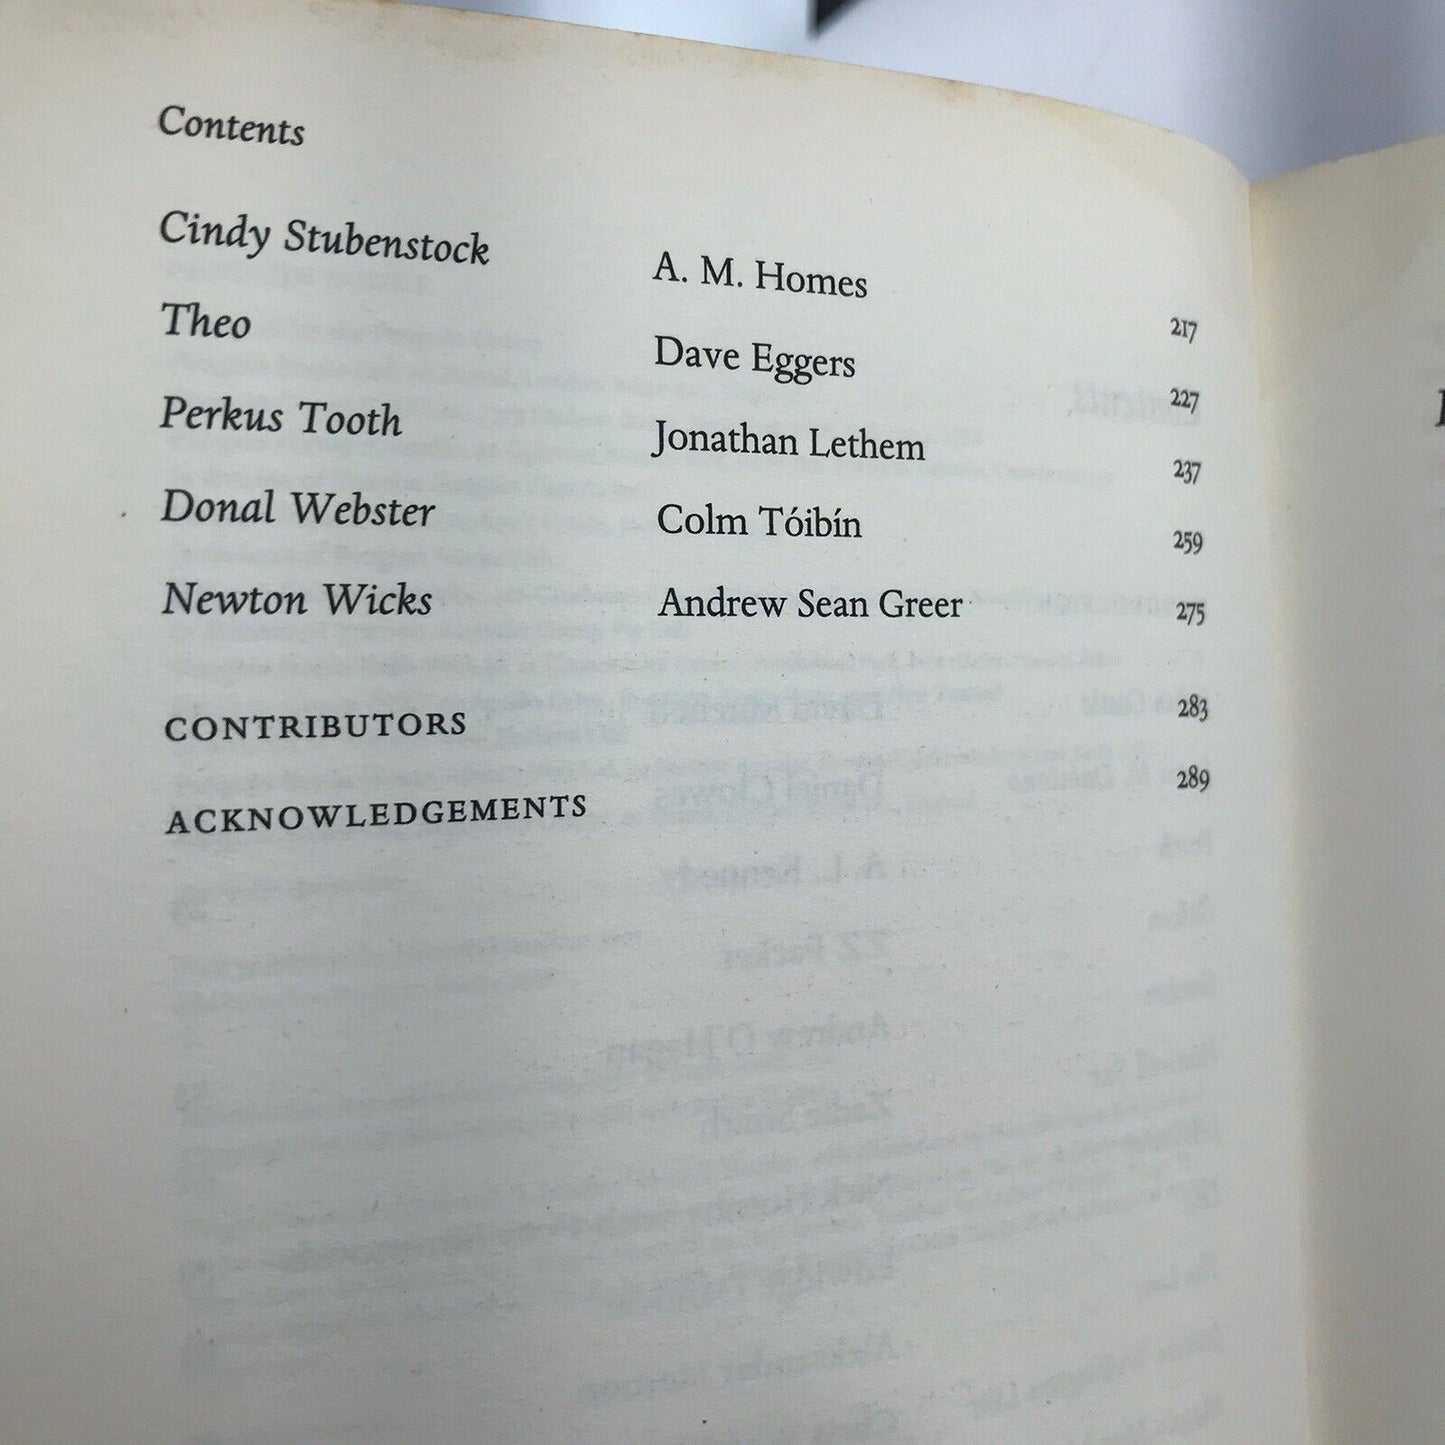 Contents
Cindy Stubenstock A. M. Homes 217
Theo Dave Eggers 227
Perkus Tooth Jonathan Lethem 237
Donal Webster Colm Tóibín 259
Newton Wicks Andrew Sean Greer 275
CONTRIBUTORS 283
ACKNOWLEDGEMENTS 289